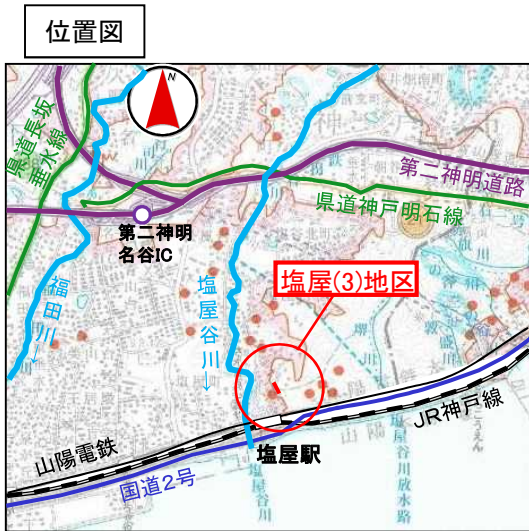 位置図
N
県道長坂
垂水線
第二神明道路
県道神戸明石線
第二神明
名谷IC
福田川
→
塩屋谷川
→
塩屋(3)地区
堺川
山陽電鉄
JR神戸線
塩屋駅
国道2号
塩屋谷川
塩屋谷川放水路